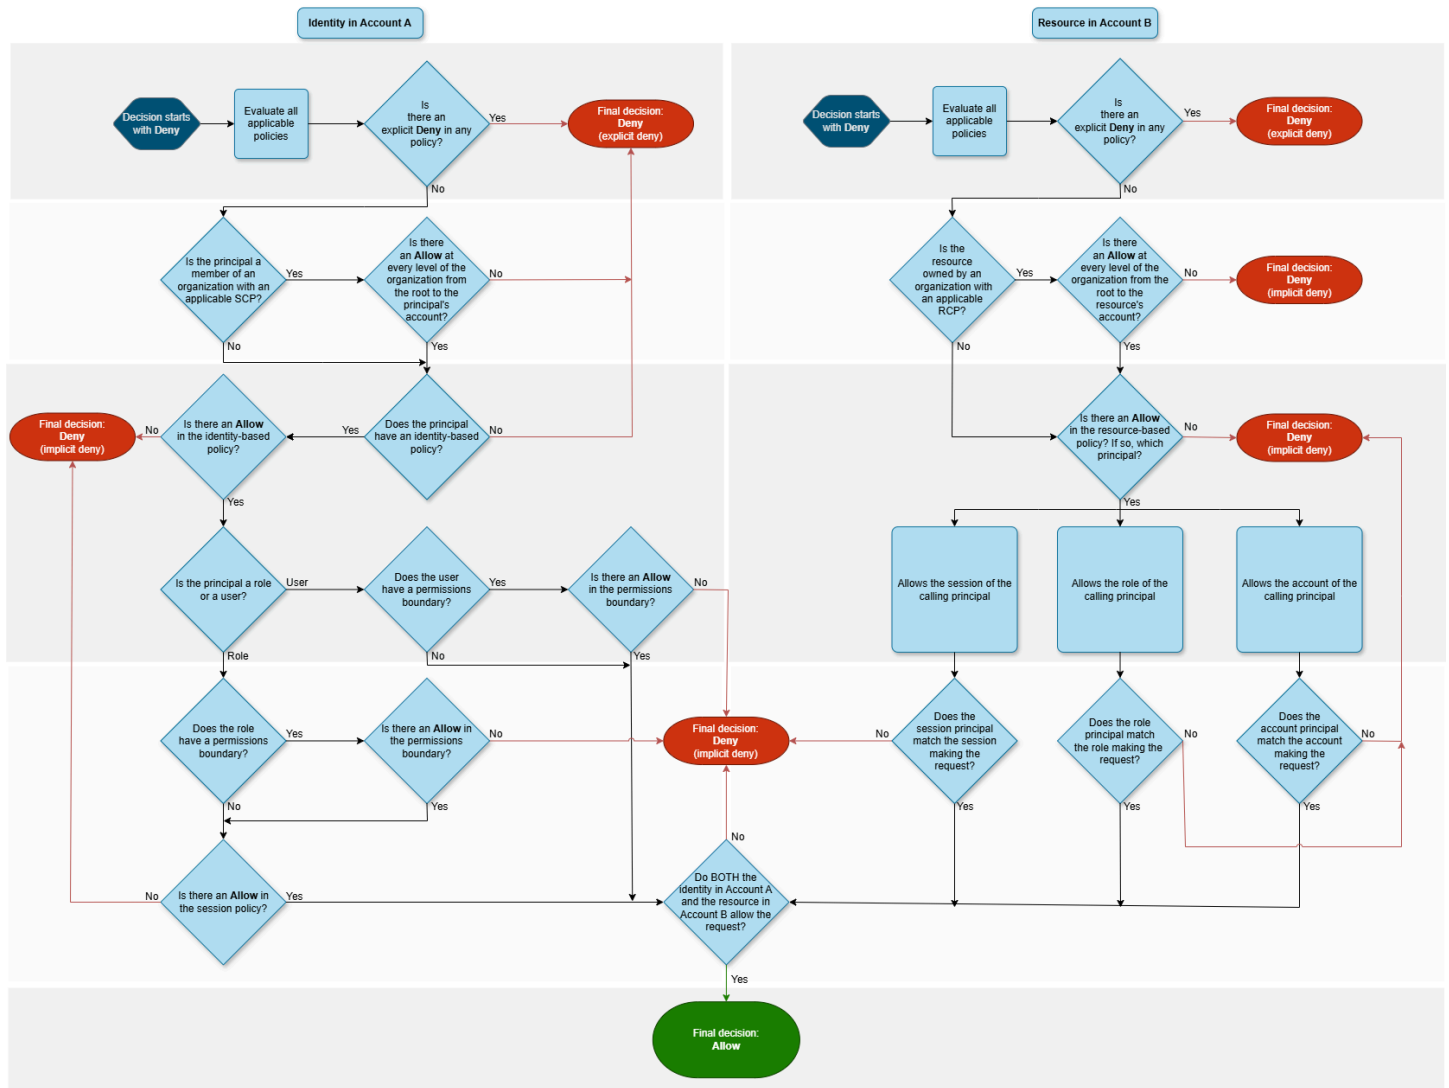 Identity in Account A
Resource in Account B
Decision starts
with Deny
Evaluate all
applicable
policies
Is
there an
explicit Deny in any
policy?
Yes
Final decision:
Deny
(explicit deny)
No
Decision starts
with Deny
Evaluate all
applicable
policies
Is
there an
explicit Deny in any
policy?
Yes
Final decision:
Deny
(explicit deny)
No
Is the principal a
member of an
organization with an
applicable SCP?
Yes
Is there
an Allow at
every level of the
organization from
the root to the
principal's
account?
No
No
Yes
Is the
resource
owned by an
organization with
an applicable
RCP?
Yes
Is there
an Allow at
every level of the
organization from the
root to the
resource's
account?
No
Final decision:
Deny
(implicit deny)
No
Yes
Final decision:
Deny
(implicit deny)
No
Is there an Allow
in the identity-based
policy?
Yes
Does the principal
have an identity-based
policy?
No
Yes
Is there an Allow
in the resource-based
policy? If so, which
principal?
No
Final decision:
Deny
(implicit deny)
Yes
Is the principal a role
or a user?
User
Does the user
have a permissions
boundary?
Yes
Is there an Allow
in the permissions
boundary?
No
Role
No
Yes
Allows the session of the
calling principal
Allows the role of the
calling principal
Allows the account of the
calling principal
Does the role
have a permissions
boundary?
Yes
Is there an Allow in
the permissions
boundary?
No
Final decision:
Deny
(implicit deny)
No
Yes
No
Does the
session principal
match the session
making the
request?
Does the role
principal match
the role making the
request?
No
Does the
account principal
match the account
making the
request?
No
Yes
Yes
Yes
No
Is there an Allow in
the session policy?
Yes
No
Do BOTH the
identity in Account A
and the resource in
Account B allow the
request?
Yes
Final decision:
Allow